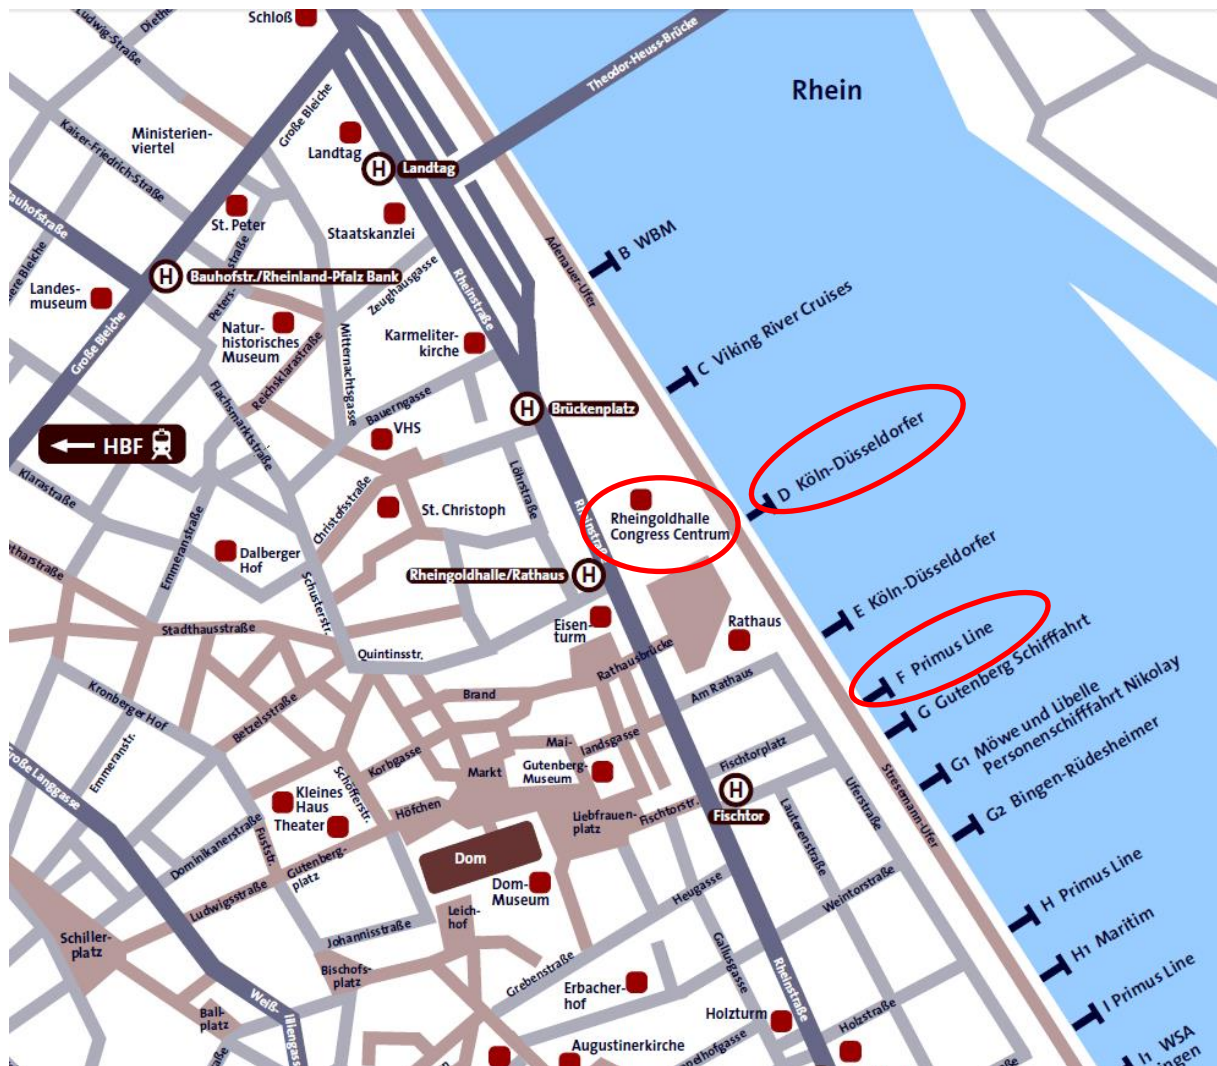 Schloß
Ludwig-Straße
Theodor-Heuss-Brücke
Rhein
Große Bleiche
Ministerien-
viertel
Kaiser-Friedrich-Straße
Landtag
H Landtag
St. Peter
Staatskanzlei
B WBM
Adenauer-Ufer
H Bauhofstr./Rheinland-Pfalz Bank
Landes-
museum
Zeughausgasse
Rheinstraße
C Viking River Cruises
Große Bleiche
Natur-
historisches
Museum
Mitternachtsgasse
Karmeliter-
kirche
Reichsklarastraße
Flachsmarktstraße
Bauerngasse
H Brückenplatz
D Köln-Düsseldorfer
HBF
VHS
Klarastraße
Löhrstraße
Christofsstraße
St. Christoph
Rheinstraße
Rheingoldhalle
Congress Centrum
Emmeranstraße
Dalberger
Hof
Rheingoldhalle/Rathaus H
E Köln-Düsseldorfer
Schusterstr.
Eisen-
turm
Rathaus
Stadthausstraße
Quintinsstr.
Rathausbrücke
F Primus Line
G Gutenberg Schifffahrt
Kronberger Hof
Betzelsstraße
Brand
Am Rathaus
G1 Möwe und Libelle
Personenschifffahrt Nikolay
Emmeranstr.
Korbgasse
Markt
Mai-
landsgasse
Gutenberg-
Museum
Fischtorplatz
Stresemann-Ufer
G2 Bingen-Rüdesheimer
Große Langgasse
Schöfferstr.
Kleines
Haus
Theater
Höfchen
Liebfrauen-
platz
Fischtorstr.
H
Fischtor
Uferstraße
Lauterenstraße
Dominikanerstraße
Fuststr.
Gutenberg-
platz
Dom
Dom-
Museum
Heugasse
Weintorstraße
H Primus Line
Ludwigsstraße
Leich-
hof
Johannisstraße
H1 Maritim
Schiller-
platz
Bischofs-
platz
Grebenstraße
Gallusgasse
Rheinstraße
Erbacher-
hof
I Primus Line
Weiß-
liliengasse
Ball-
platz
Holzturm
Holzstraße
Augustinerkirche
I1 WSA